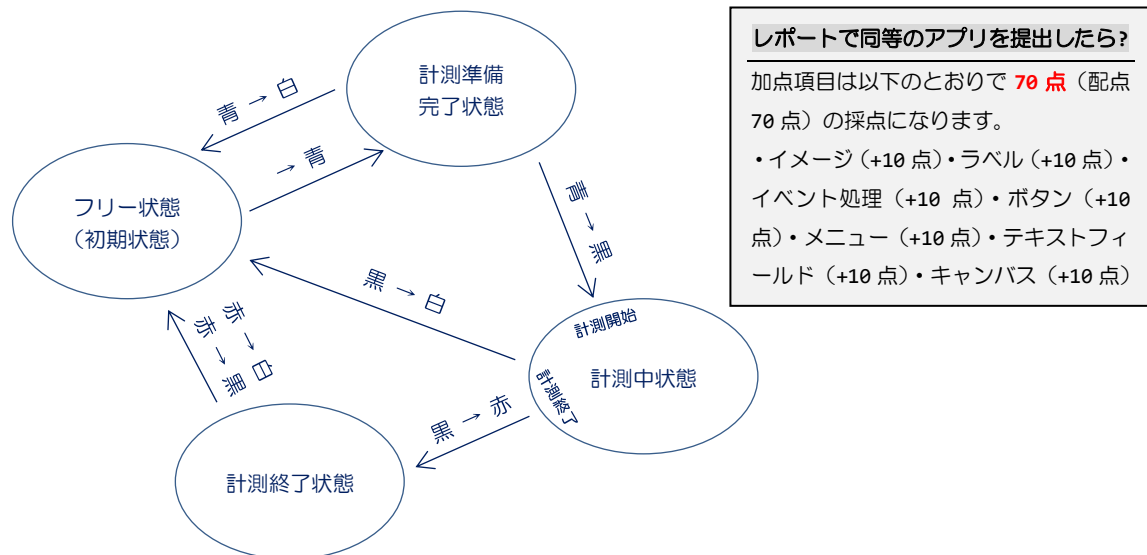 計測準備
完了状態
青 → 白
→ 青
フリー状態
（初期状態）
青 → 黒
黒 → 白
計測開始
計測中状態
計測終了
赤 → 白
赤 → 黒
黒 → 赤
計測終了状態
レポートで同等のアプリを提出したら?
加点項目は以下のとおりで 70 点（配点
70 点）の採点になります。
・イメージ（+10 点）・ラベル（+10 点）・
イベント処理（+10 点）・ボタン（+10
点）・メニュー（+10 点）・テキストフィ
ールド（+10 点）・キャンバス（+10 点）